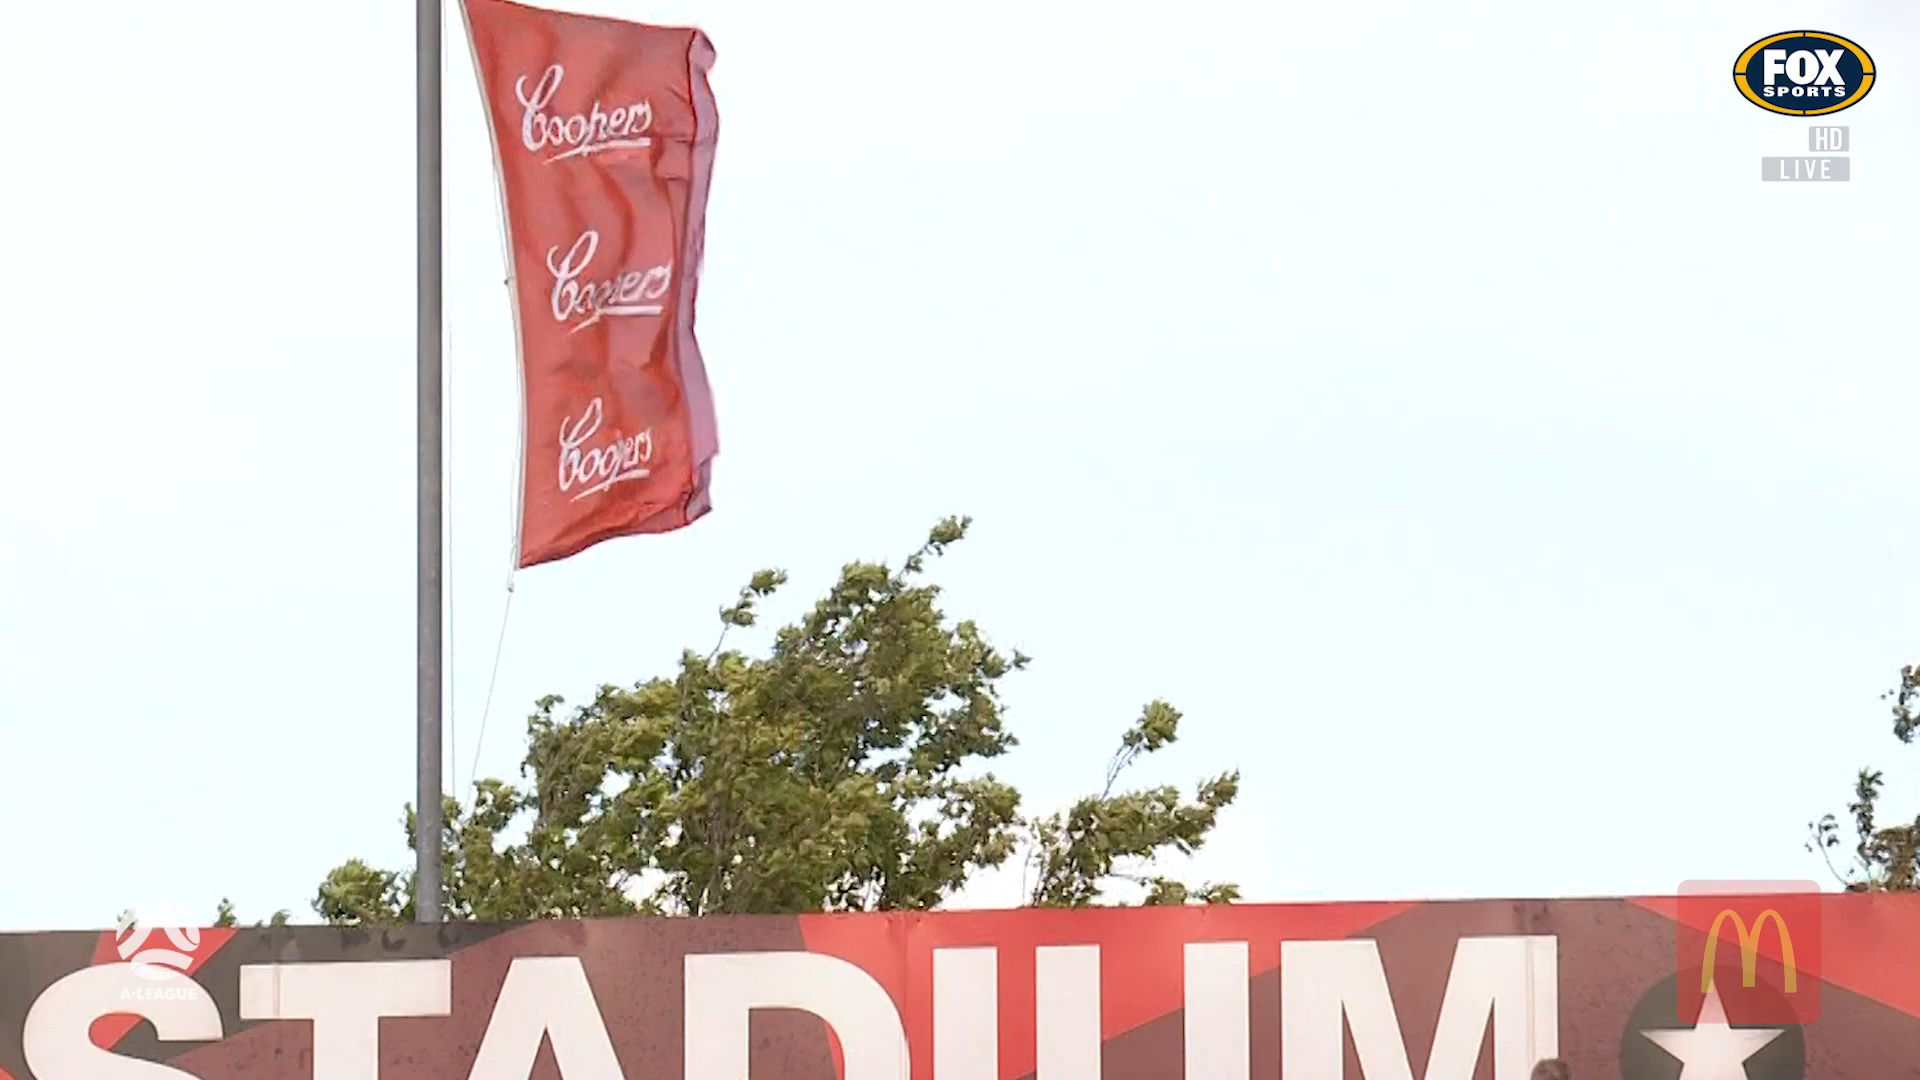 FOX
SPORTS
HD
LIVE
Coopers
Coopers
Coopers
STADIUM
A-LEAGUE